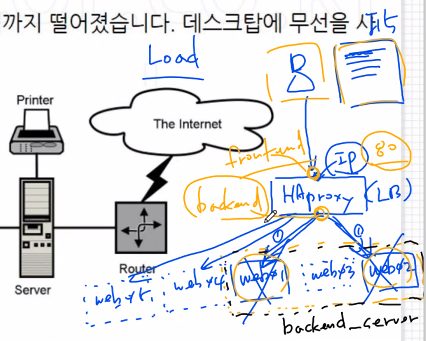 까지 떨어졌습니다. 데스크탑에 무선을 사
Load
Printer
The Internet
frontend
IP
80
backend
HAproxy
(LB)
Router
Server
①
①
web#5
web#4
web#1
web#3
web#2
backend_server